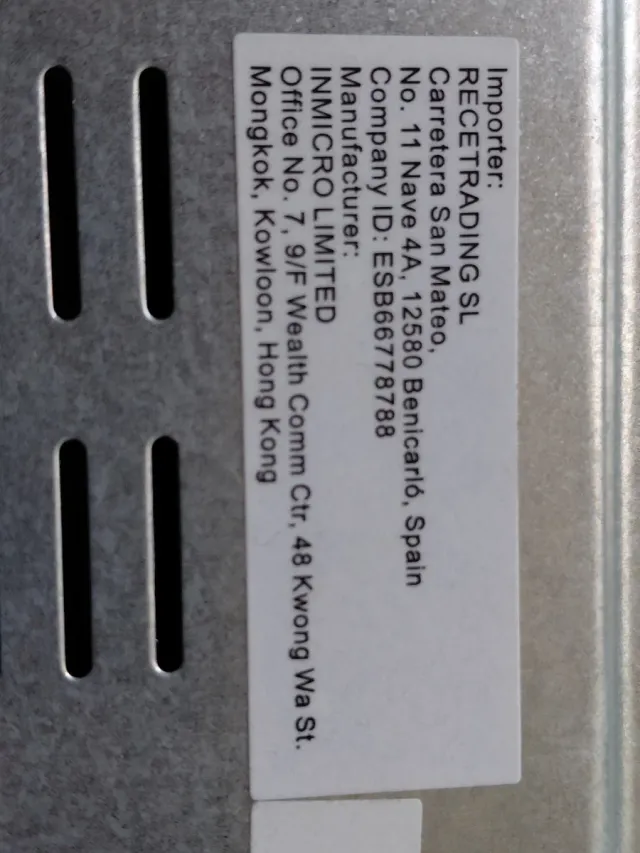 Importer:
RECETRADING SL
Carretera San Mateo,
No. 11 Nave 4A, 12580 Benicarló, Spain
Company ID: ESB66778788
Manufacturer:
INMICRO LIMITED
Office No. 7, 9/F Wealth Comm Ctr, 48 Kwong Wa St.
Mongkok, Kowloon, Hong Kong